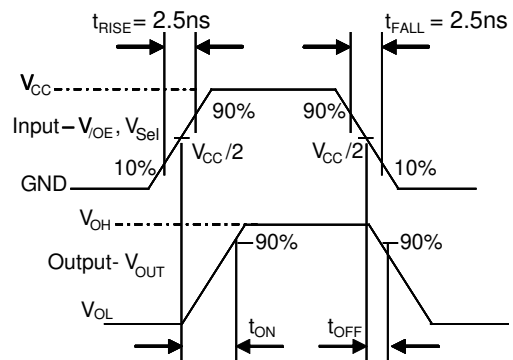 tRISE = 2.5ns
tFALL = 2.5ns
VCC
90%
90%
Input – V/OE, VSel
VCC/2
VCC/2
10%
10%
GND
VOH
90%
90%
Output- VOUT
VOL
tON
tOFF